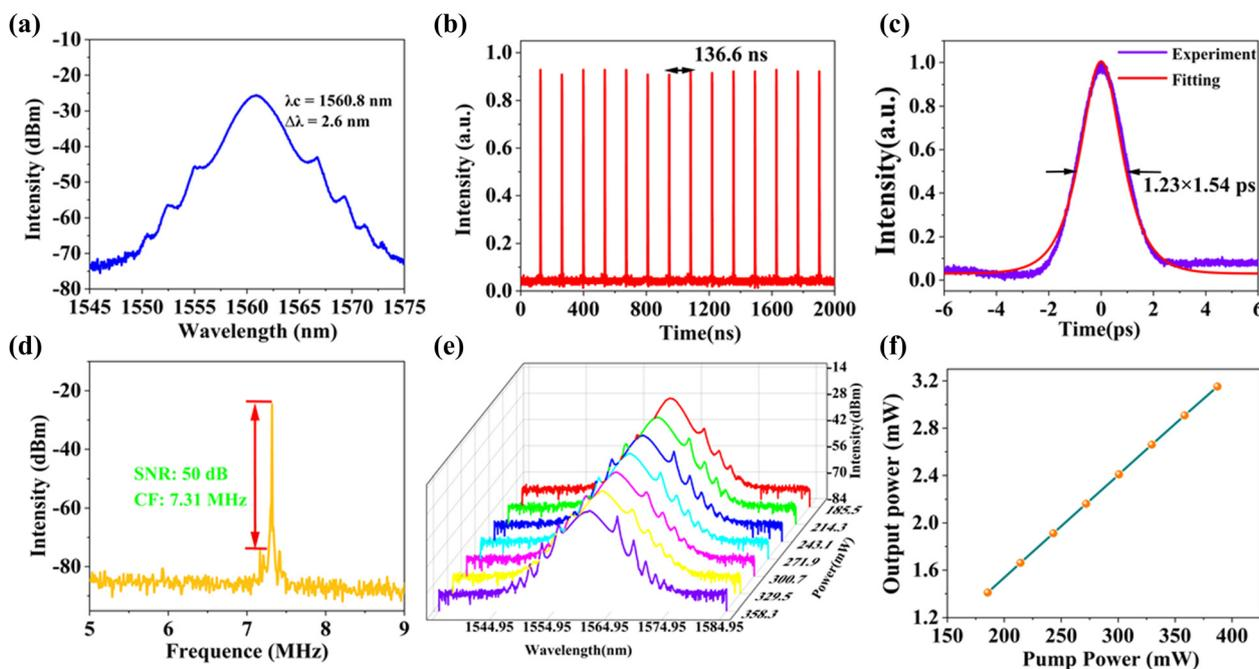 (a)
-10
-20
-30
-40
-50
-60
-70
-80
Intensity (dBm)
λc = 1560.8 nm
Δλ = 2.6 nm
1545 1550 1555 1560 1565 1570 1575
Wavelength (nm)
(b)
1.0
0.8
0.6
0.4
0.2
0.0
Intensity (a.u.)
136.6 ns
0 400 800 1200 1600 2000
Time(ns)
(c)
1.0
0.8
0.6
0.4
0.2
0.0
Intensity(a.u.)
Experiment
Fitting
1.23×1.54 ps
-6 -4 -2 0 2 4 6
Time(ps)
(d)
-20
-40
-60
-80
Intensity (dBm)
SNR: 50 dB
CF: 7.31 MHz
5 6 7 8 9
Frequence (MHz)
(e)
-14
-28
-42
-56
-70
-84
Intensity(dBm)
185.5
214.3
243.1
271.9
300.7
329.5
358.3
Power(mW)
1544.95 1554.95 1564.95 1574.95 1584.95
Wavelength(nm)
(f)
3.2
2.8
2.4
2.0
1.6
1.2
Output power (mW)
150 200 250 300 350 400
Pump Power (mW)